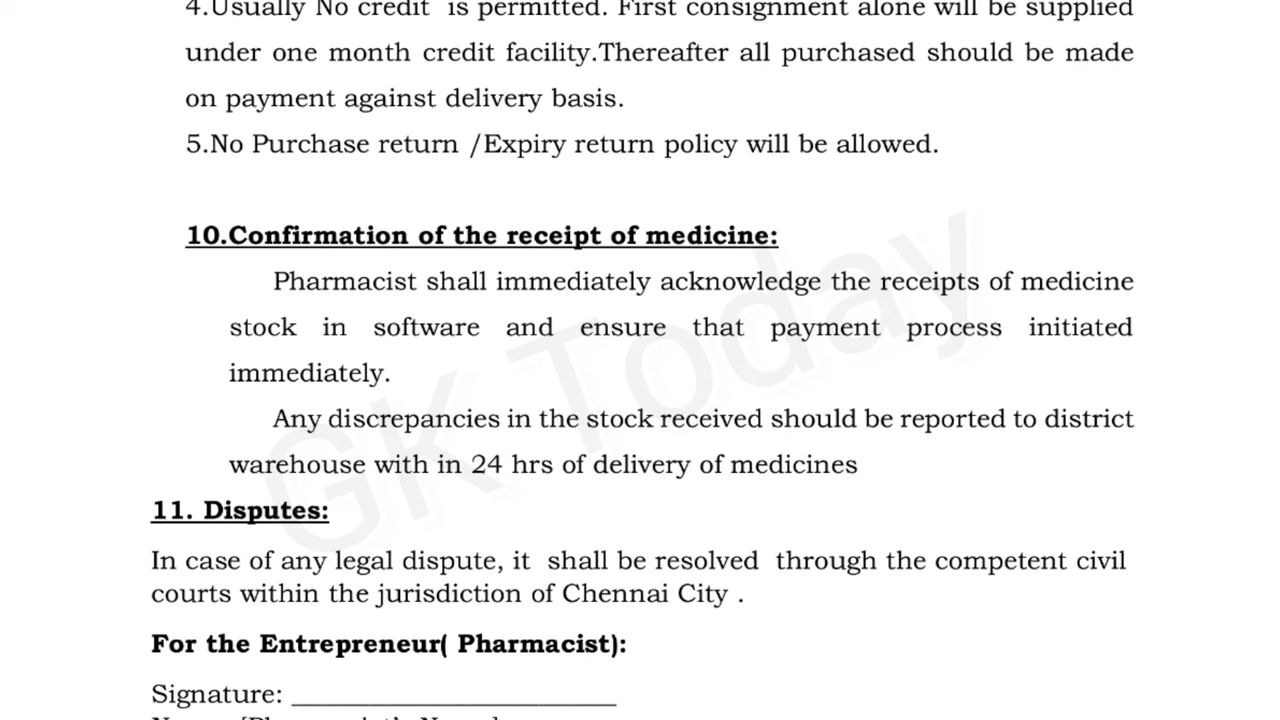 4.Usually No credit  is permitted. First consignment alone will be supplied
under one month credit facility.Thereafter all purchased should be made
on payment against delivery basis.
5.No Purchase return /Expiry return policy will be allowed.
10.Confirmation of the receipt of medicine:
Pharmacist shall immediately acknowledge the receipts of medicine
stock in software and ensure that payment process initiated
immediately.
Any discrepancies in the stock received should be reported to district
warehouse with in 24 hrs of delivery of medicines
11. Disputes:
In case of any legal dispute, it  shall be resolved  through the competent civil
courts within the jurisdiction of Chennai City .
For the Entrepreneur( Pharmacist):
Signature: _________________________
GK Today